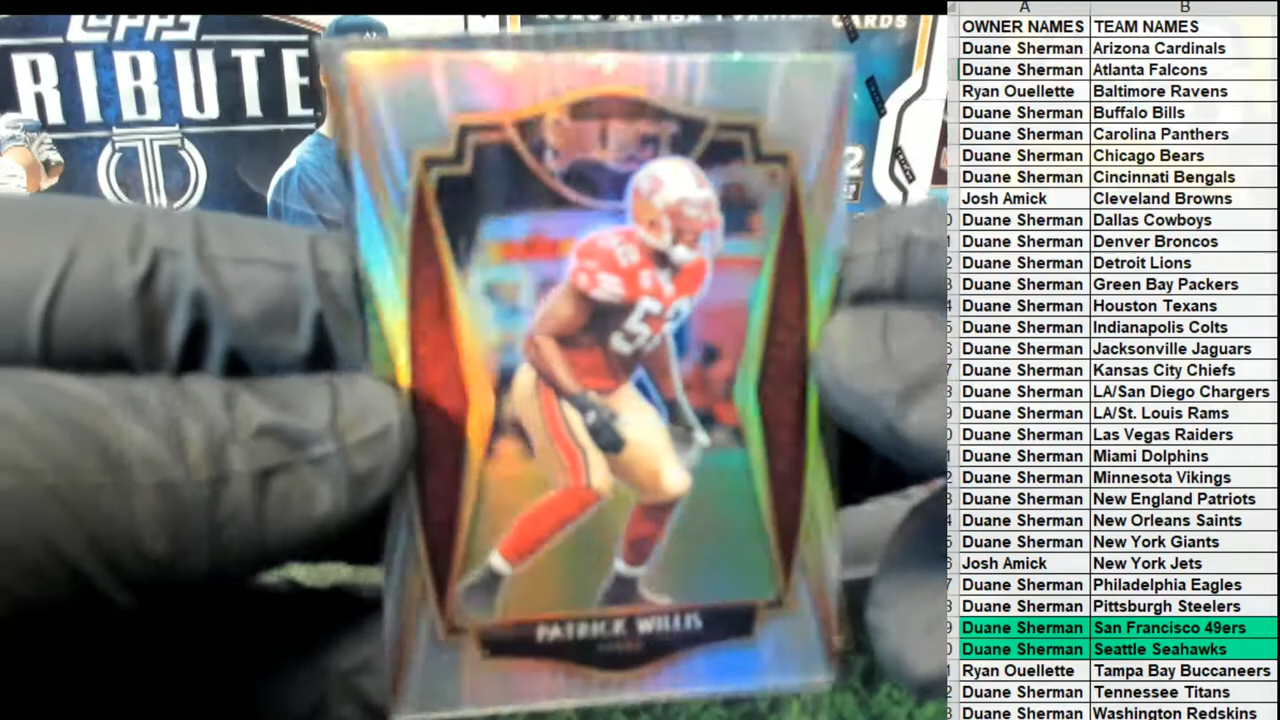 TOPPS
TRIBUTE
CARDS
PATRICK WILLIS
A B
OWNER NAMES TEAM NAMES
Duane Sherman Arizona Cardinals
Duane Sherman Atlanta Falcons
Ryan Ouellette Baltimore Ravens
Duane Sherman Buffalo Bills
Duane Sherman Carolina Panthers
Duane Sherman Chicago Bears
Duane Sherman Cincinnati Bengals
Josh Amick Cleveland Browns
Duane Sherman Dallas Cowboys
Duane Sherman Denver Broncos
Duane Sherman Detroit Lions
Duane Sherman Green Bay Packers
Duane Sherman Houston Texans
Duane Sherman Indianapolis Colts
Duane Sherman Jacksonville Jaguars
Duane Sherman Kansas City Chiefs
Duane Sherman LA/San Diego Chargers
Duane Sherman LA/St. Louis Rams
Duane Sherman Las Vegas Raiders
Duane Sherman Miami Dolphins
Duane Sherman Minnesota Vikings
Duane Sherman New England Patriots
Duane Sherman New Orleans Saints
Duane Sherman New York Giants
Josh Amick New York Jets
Duane Sherman Philadelphia Eagles
Duane Sherman Pittsburgh Steelers
Duane Sherman San Francisco 49ers
Duane Sherman Seattle Seahawks
Ryan Ouellette Tampa Bay Buccaneers
Duane Sherman Tennessee Titans
Duane Sherman Washington Redskins